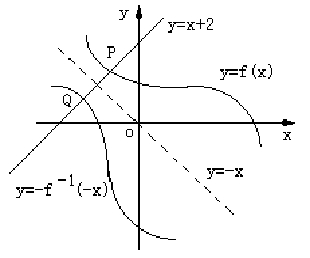 y
y=x+2
P
y=f(x)
Q
o
x
y=-x
y=-f⁻¹(-x)